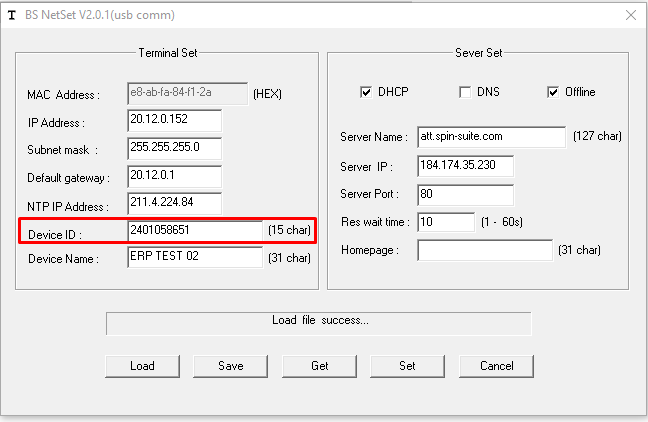 T BS NetSet V2.0.1(usb comm)
Terminal Set
MAC Address : e8-ab-fa-84-f1-2a (HEX)
IP Address : 20.12.0.152
Subnet mask : 255.255.255.0
Default gateway : 20.12.0.1
NTP IP Address : 211.4.224.84
Device ID : 2401058651 (15 char)
Device Name : ERP TEST 02 (31 char)
Sever Set
DHCP DNS Offline
Server Name : att.spin-suite.com (127 char)
Server IP : 184.174.35.230
Server Port : 80
Res wait time : 10 (1 - 60s)
Homepage : (31 char)
Load file success...
Load Save Get Set Cancel